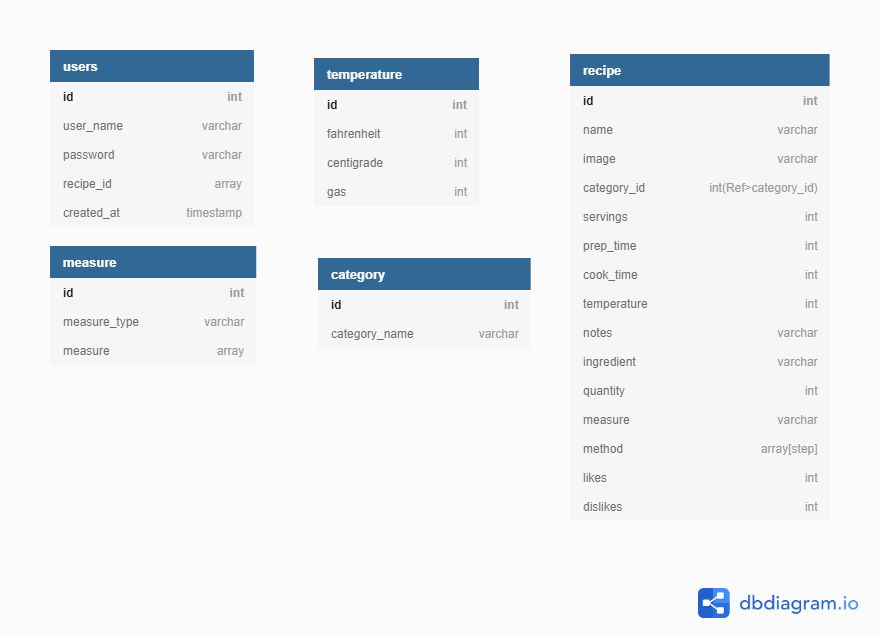 users
id int
user_name varchar
password varchar
recipe_id array
created_at timestamp
measure
id int
measure_type varchar
measure array
temperature
id int
fahrenheit int
centigrade int
gas int
category
id int
category_name varchar
recipe
id int
name varchar
image varchar
category_id int(Ref>category_id)
servings int
prep_time int
cook_time int
temperature int
notes varchar
ingredient varchar
quantity int
measure varchar
method array[step]
likes int
dislikes int
dbdiagram.io